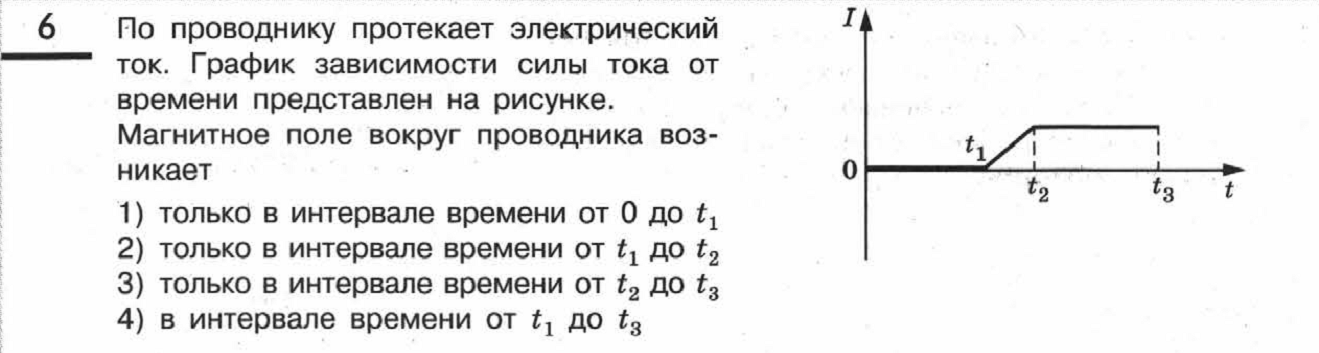 6
По проводнику протекает электрический
ток. График зависимости силы тока от
времени представлен на рисунке.
Магнитное поле вокруг проводника воз-
никает
1) только в интервале времени от 0 до t₁
2) только в интервале времени от t₁ до t₂
3) только в интервале времени от t₂ до t₃
4) в интервале времени от t₁ до t₃
I
t₁
0
t₂ t₃ t